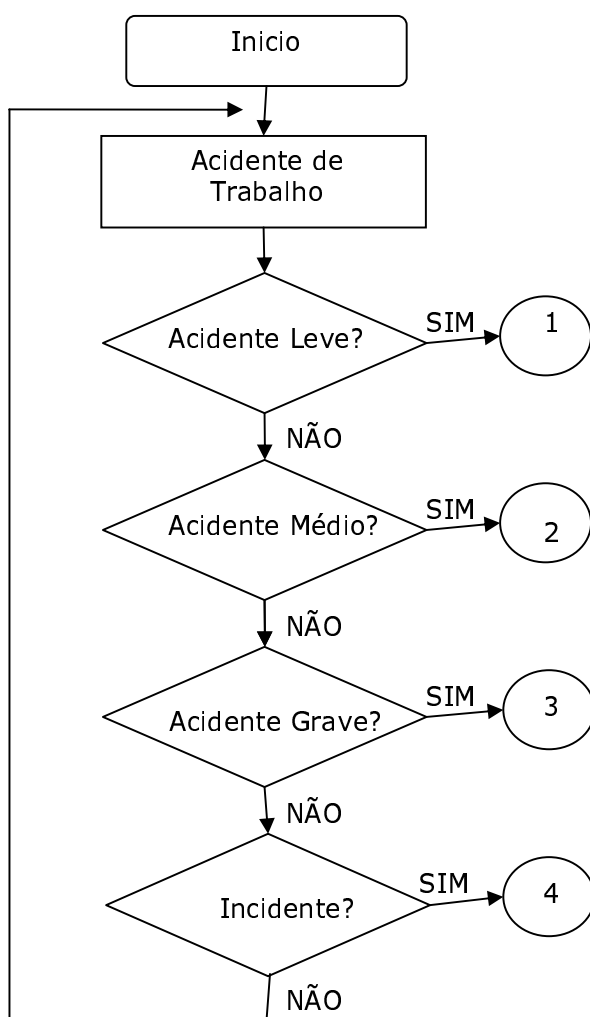 Inicio
Acidente de
Trabalho
Acidente Leve?
SIM
1
NÃO
Acidente Médio?
SIM
2
NÃO
Acidente Grave?
SIM
3
NÃO
Incidente?
SIM
4
NÃO